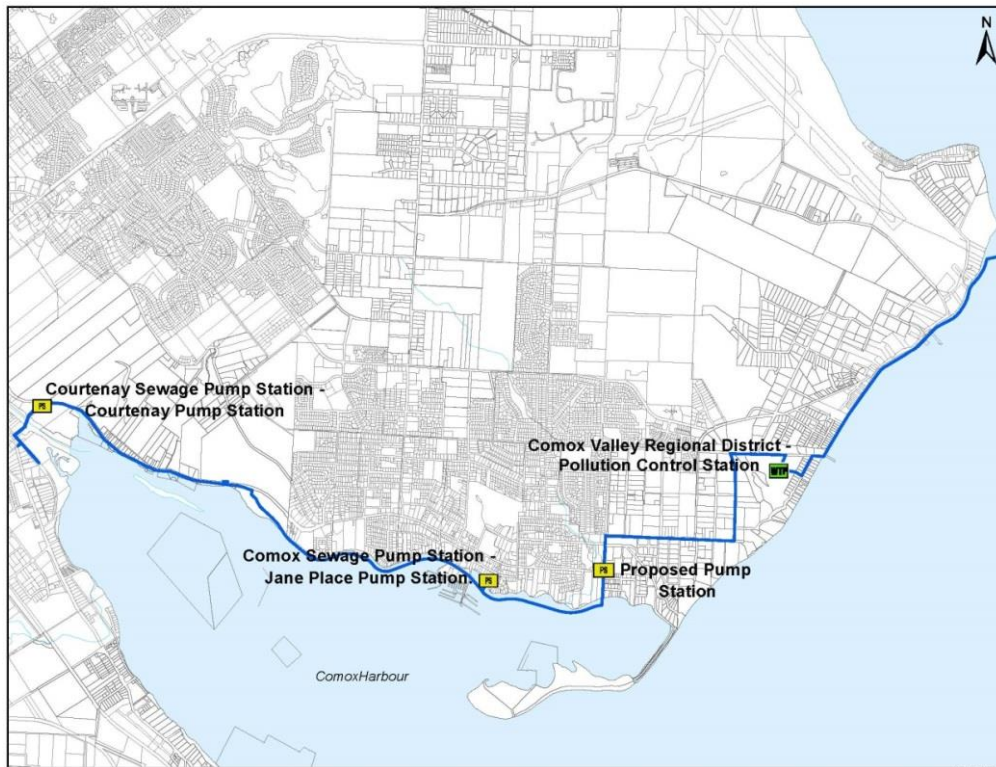 N
Courtenay Sewage Pump Station -
Courtenay Pump Station
PS
Comox Valley Regional District -
Pollution Control Station
Comox Sewage Pump Station -
Jane Place Pump Station.
PS
PS
Proposed Pump
Station
ComoxHarbour